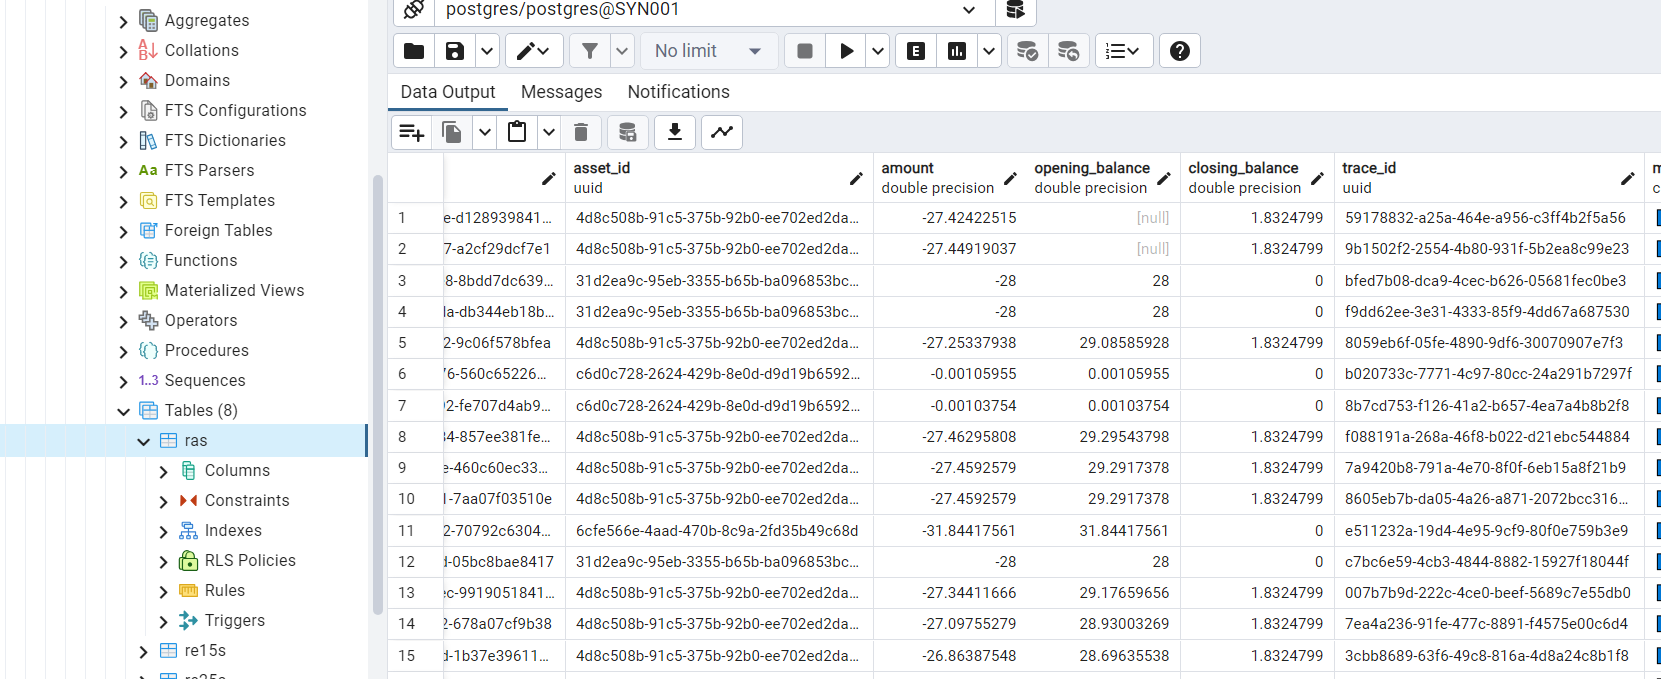 Aggregates
Collations
Domains
FTS Configurations
FTS Dictionaries
Aa FTS Parsers
FTS Templates
Foreign Tables
Functions
Materialized Views
Operators
Procedures
1..3 Sequences
Tables (8)
ras
Columns
Constraints
Indexes
RLS Policies
Rules
Triggers
re15s
postgres/postgres@SYN001
No limit
E
Data Output Messages Notifications
asset_id amount opening_balance closing_balance trace_id
uuid double precision double precision double precision uuid
1 e-d128939841... 4d8c508b-91c5-375b-92b0-ee702ed2da... -27.42422515 [null] 1.8324799 59178832-a25a-464e-a956-c3ff4b2f5a56
2 7-a2cf29dcf7e1 4d8c508b-91c5-375b-92b0-ee702ed2da... -27.44919037 [null] 1.8324799 9b1502f2-2554-4b80-931f-5b2ea8c99e23
3 8-8bdd7dc639... 31d2ea9c-95eb-3355-b65b-ba096853bc... -28 28 0 bfed7b08-dca9-4cec-b626-05681fec0be3
4 a-db344eb18b... 31d2ea9c-95eb-3355-b65b-ba096853bc... -28 28 0 f9dd62ee-3e31-4333-85f9-4dd67a687530
5 2-9c06f578bfea 4d8c508b-91c5-375b-92b0-ee702ed2da... -27.25337938 29.08585928 1.8324799 8059eb6f-05fe-4890-9df6-30070907e7f3
6 6-560c65226... c6d0c728-2624-429b-8e0d-d9d19b6592... -0.00105955 0.00105955 0 b020733c-7771-4c97-80cc-24a291b7297f
7 2-fe707d4ab9... c6d0c728-2624-429b-8e0d-d9d19b6592... -0.00103754 0.00103754 0 8b7cd753-f126-41a2-b657-4ea7a4b8b2f8
8 4-857ee381fe... 4d8c508b-91c5-375b-92b0-ee702ed2da... -27.46295808 29.29543798 1.8324799 f088191a-268a-46f8-b022-d21ebc544884
9 e-460c60ec33... 4d8c508b-91c5-375b-92b0-ee702ed2da... -27.4592579 29.2917378 1.8324799 7a9420b8-791a-4e70-8f0f-6eb15a8f21b9
10 -7aa07f03510e 4d8c508b-91c5-375b-92b0-ee702ed2da... -27.4592579 29.2917378 1.8324799 8605eb7b-da05-4a26-a871-2072bcc316...
11 2-70792c6304... 6cfe566e-4aad-470b-8c9a-2fd35b49c68d -31.84417561 31.84417561 0 e511232a-19d4-4e95-9cf9-80f0e759b3e9
12 -05bc8bae8417 31d2ea9c-95eb-3355-b65b-ba096853bc... -28 28 0 c7bc6e59-4cb3-4844-8882-15927f18044f
13 c-9919051841... 4d8c508b-91c5-375b-92b0-ee702ed2da... -27.34411666 29.17659656 1.8324799 007b7b9d-222c-4ce0-beef-5689c7e55db0
14 2-678a07cf9b38 4d8c508b-91c5-375b-92b0-ee702ed2da... -27.09755279 28.93003269 1.8324799 7ea4a236-91fe-477c-8891-f4575e00c6d4
15 -1b37e39611... 4d8c508b-91c5-375b-92b0-ee702ed2da... -26.86387548 28.69635538 1.8324799 3cbb8689-63f6-49c8-816a-4d8a24c8b1f8